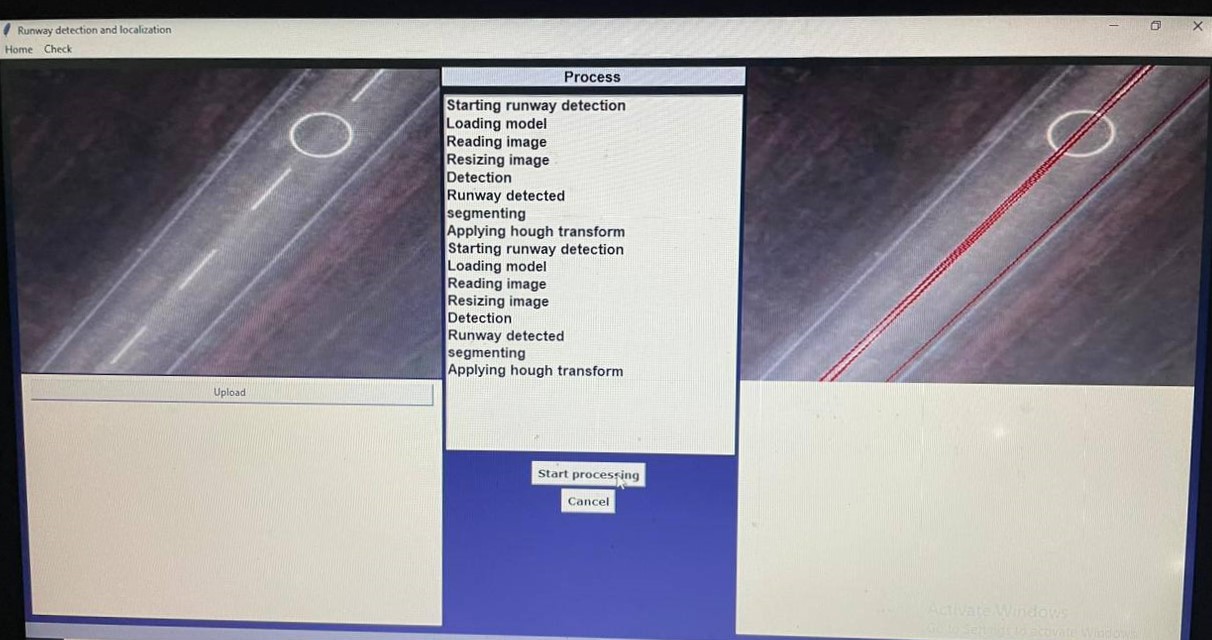 Runway detection and localization
Home Check
Process
Starting runway detection
Loading model
Reading image
Resizing image
Detection
Runway detected
segmenting
Applying hough transform
Starting runway detection
Loading model
Reading image
Resizing image
Detection
Runway detected
segmenting
Applying hough transform
Upload
Start processing
Cancel
Activate Windows
Go to Settings to activate Windows